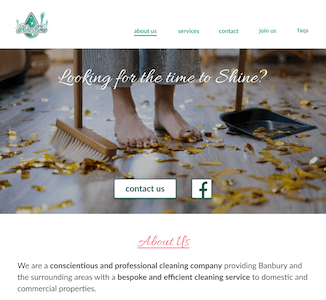 about us
services
contact
join us
faqs
Looking for the time to Shine?
contact us
About Us
We are a conscientious and professional cleaning company providing Banbury and
the surrounding areas with a bespoke and efficient cleaning service to domestic and
commercial properties.